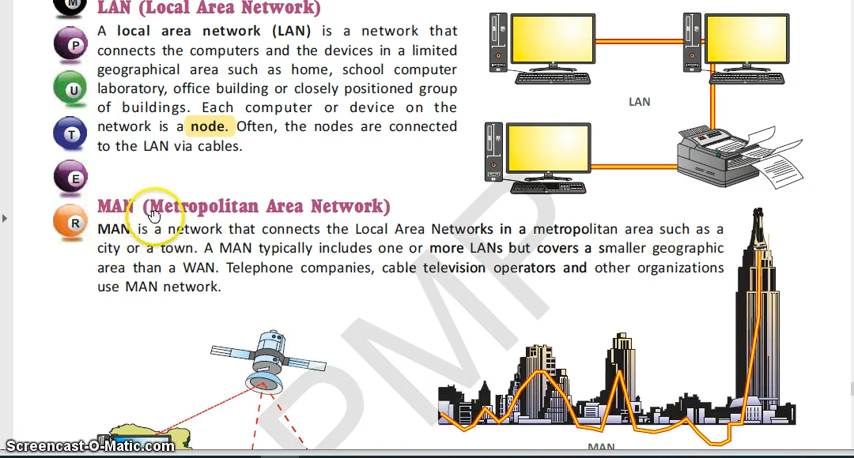 LAN (Local Area Network)
M
A local area network (LAN) is a network that
connects the computers and the devices in a limited
P
geographical area such as home, school computer
U
laboratory, office building or closely positioned group
of buildings. Each computer or device on the
network is a node. Often, the nodes are connected
T
to the LAN via cables.
LAN
E
MAN (Metropolitan Area Network)
R
MAN is a network that connects the Local Area Networks in a metropolitan area such as a
city or a town. A MAN typically includes one or more LANs but covers a smaller geographic
area than a WAN. Telephone companies, cable television operators and other organizations
use MAN network.
PMP
MAN
Screencast-O-Matic.com